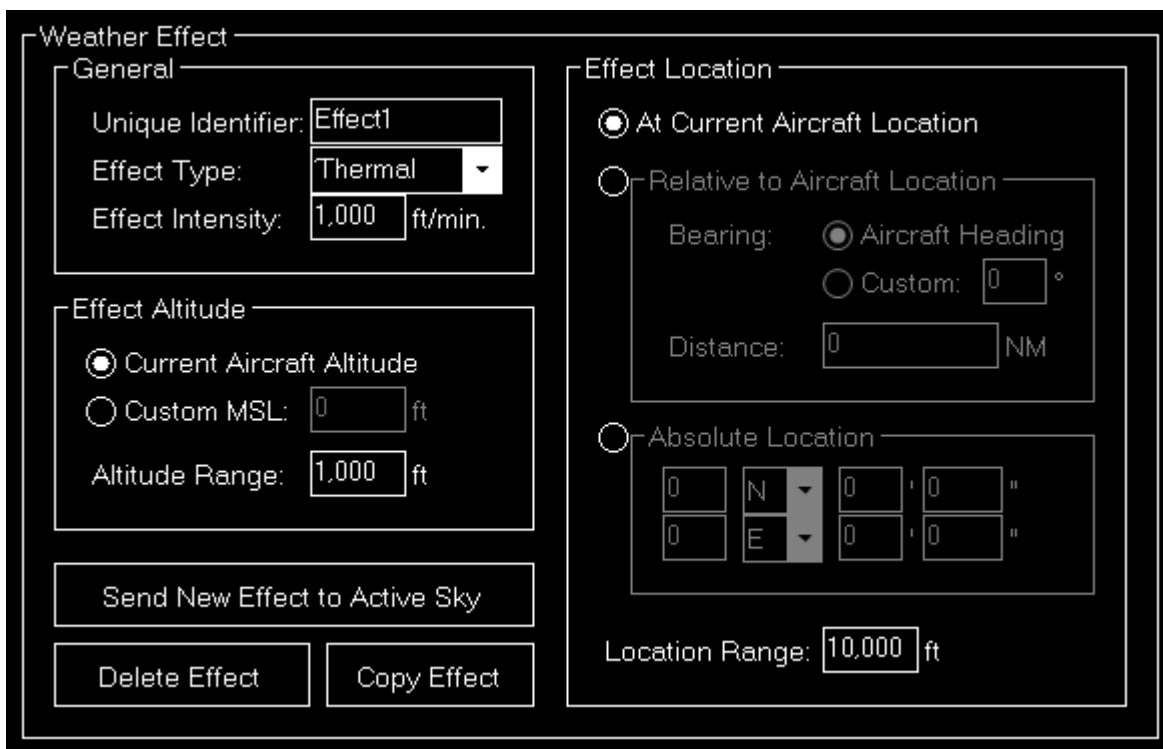 Weather Effect
General
Unique Identifier: Effect1
Effect Type: Thermal
Effect Intensity: 1,000 ft/min.
Effect Altitude
Current Aircraft Altitude
Custom MSL: 0 ft
Altitude Range: 1,000 ft
Send New Effect to Active Sky
Delete Effect
Copy Effect
Effect Location
At Current Aircraft Location
Relative to Aircraft Location
Bearing: Aircraft Heading
Custom: 0 °
Distance: 0 NM
Absolute Location
0 N 0 ' 0 "
0 E 0 ' 0 "
Location Range: 10,000 ft